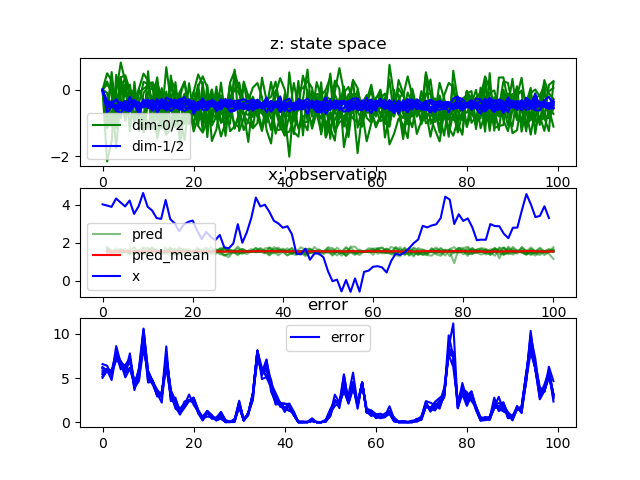 z: state space
0
−2
dim-0/2
dim-1/2
0 20 40 60 80 100
x: observation
4
2
0
pred
pred_mean
x
0 20 40 60 80 100
error
10
5
0
error
0 20 40 60 80 100